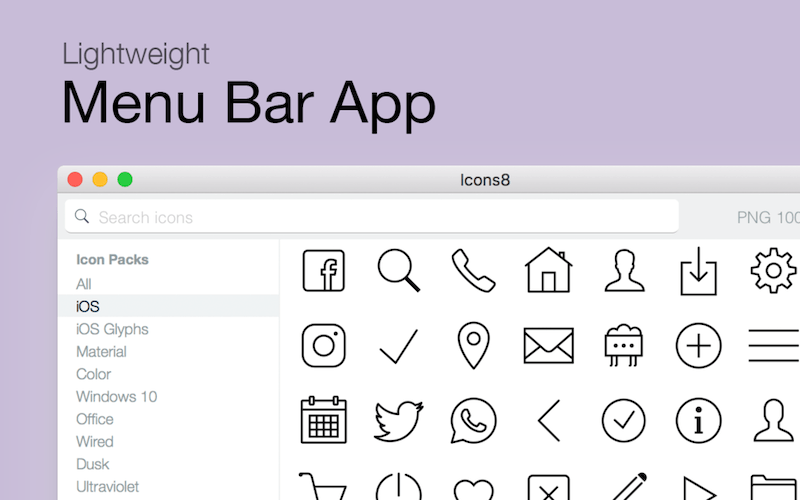 Lightweight
Menu Bar App
Icons8
Search icons
PNG 100
Icon Packs
All
iOS
iOS Glyphs
Material
Color
Windows 10
Office
Wired
Dusk
Ultraviolet